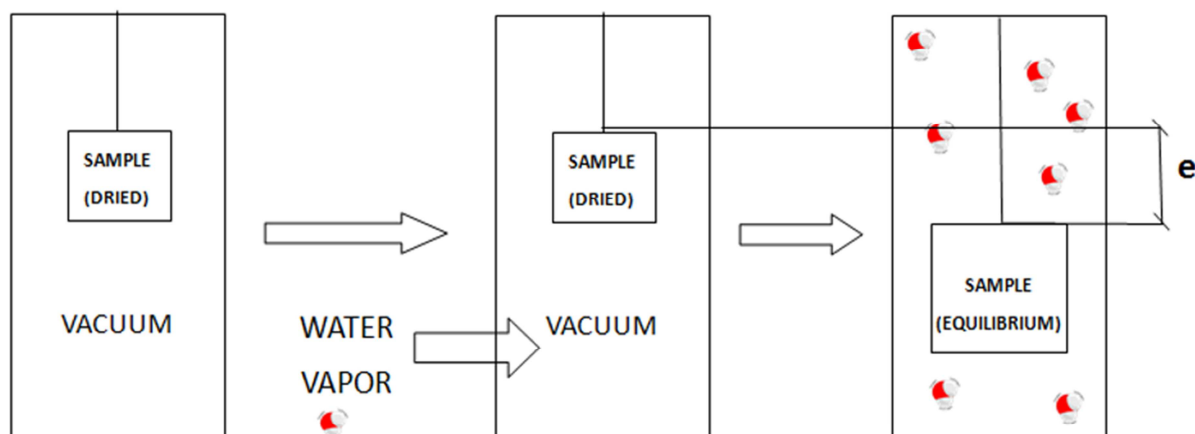 SAMPLE
(DRIED)
VACUUM
WATER
VAPOR
SAMPLE
(DRIED)
VACUUM
e
SAMPLE
(EQUILIBRIUM)